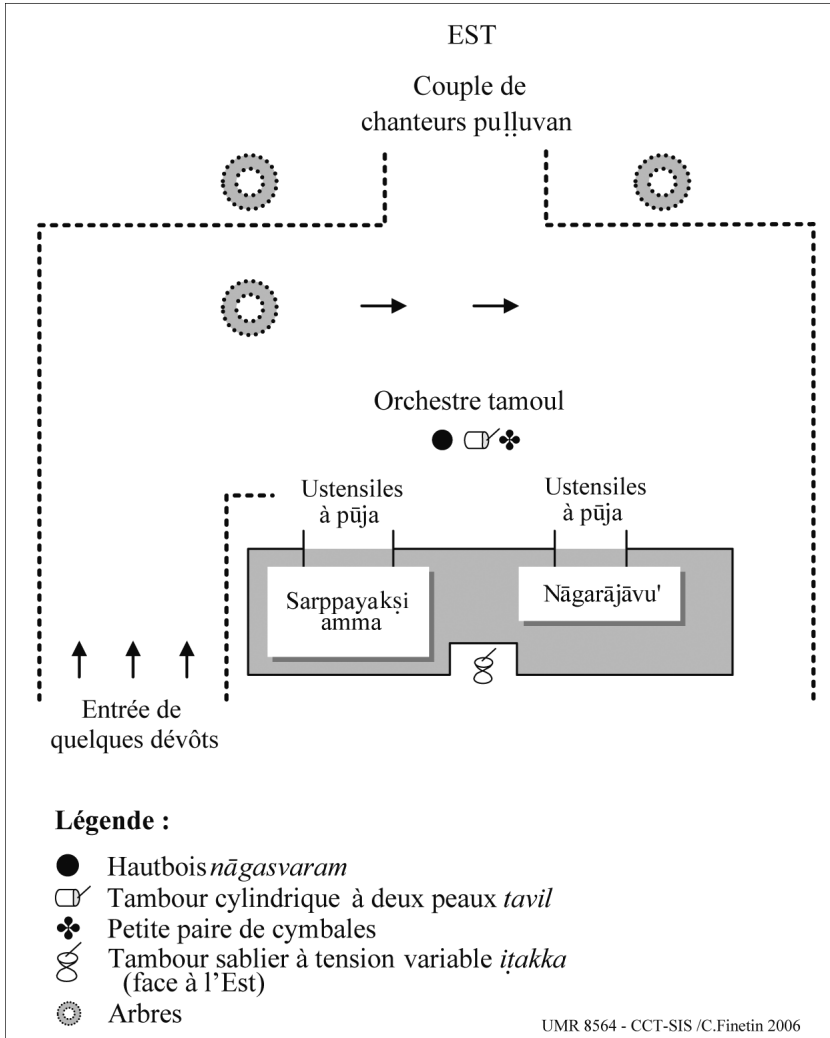 EST
Couple de
chanteurs puḷḷuvan
Orchestre tamoul
Ustensiles
à pūja
Ustensiles
à pūja
Sarppayakṣi
amma
Nāgarājāvu'
Entrée de
quelques dévôts
Légende :
Hautbois nāgasvaram
Tambour cylindrique à deux peaux tavil
Petite paire de cymbales
Tambour sablier à tension variable iṭakka
(face à l’Est)
Arbres
UMR 8564 - CCT-SIS /C.Finetin 2006